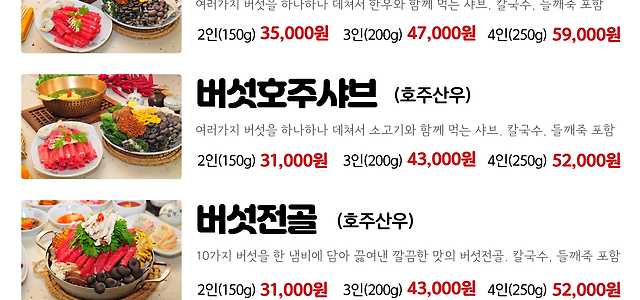 여러가지 버섯을 하나하나 데쳐서 한우와 함께 먹는 샤브. 칼국수, 들깨죽 포함
2인(150g) 35,000원 3인(200g) 47,000원 4인(250g) 59,000원
버섯호주샤브 (호주산우)
여러가지 버섯을 하나하나 데쳐서 소고기와 함께 먹는 샤브. 칼국수, 들깨죽 포함
2인(150g) 31,000원 3인(200g) 43,000원 4인(250g) 52,000원
버섯전골 (호주산우)
10가지 버섯을 한 냄비에 담아 끓여낸 깔끔한 맛의 버섯전골. 칼국수, 들깨죽 포함
2인(150g) 31,000원 3인(200g) 43,000원 4인(250g) 52,000원